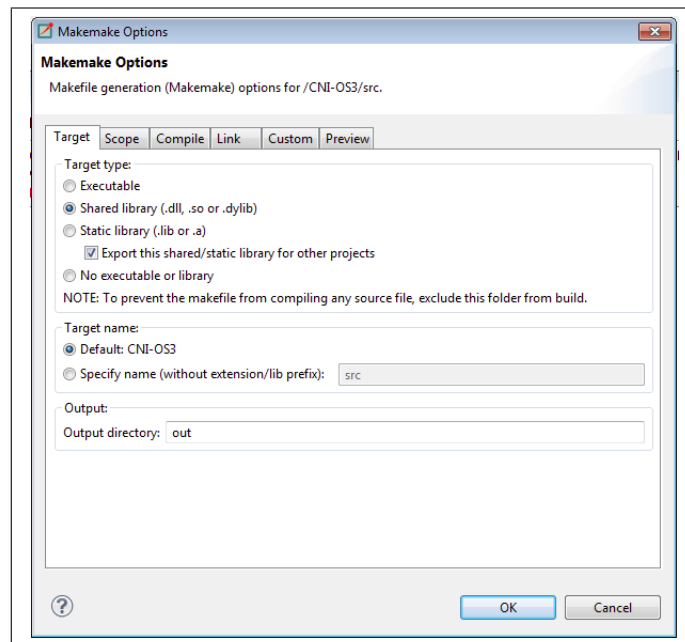 Makemake Options
Makemake Options
Makefile generation (Makemake) options for /CNI-OS3/src.
Target Scope Compile Link Custom Preview
Target type:
Executable
Shared library (.dll, .so or .dylib)
Static library (.lib or .a)
Export this shared/static library for other projects
No executable or library
NOTE: To prevent the makefile from compiling any source file, exclude this folder from build.
Target name:
Default: CNI-OS3
Specify name (without extension/lib prefix): src
Output:
Output directory: out
? OK Cancel